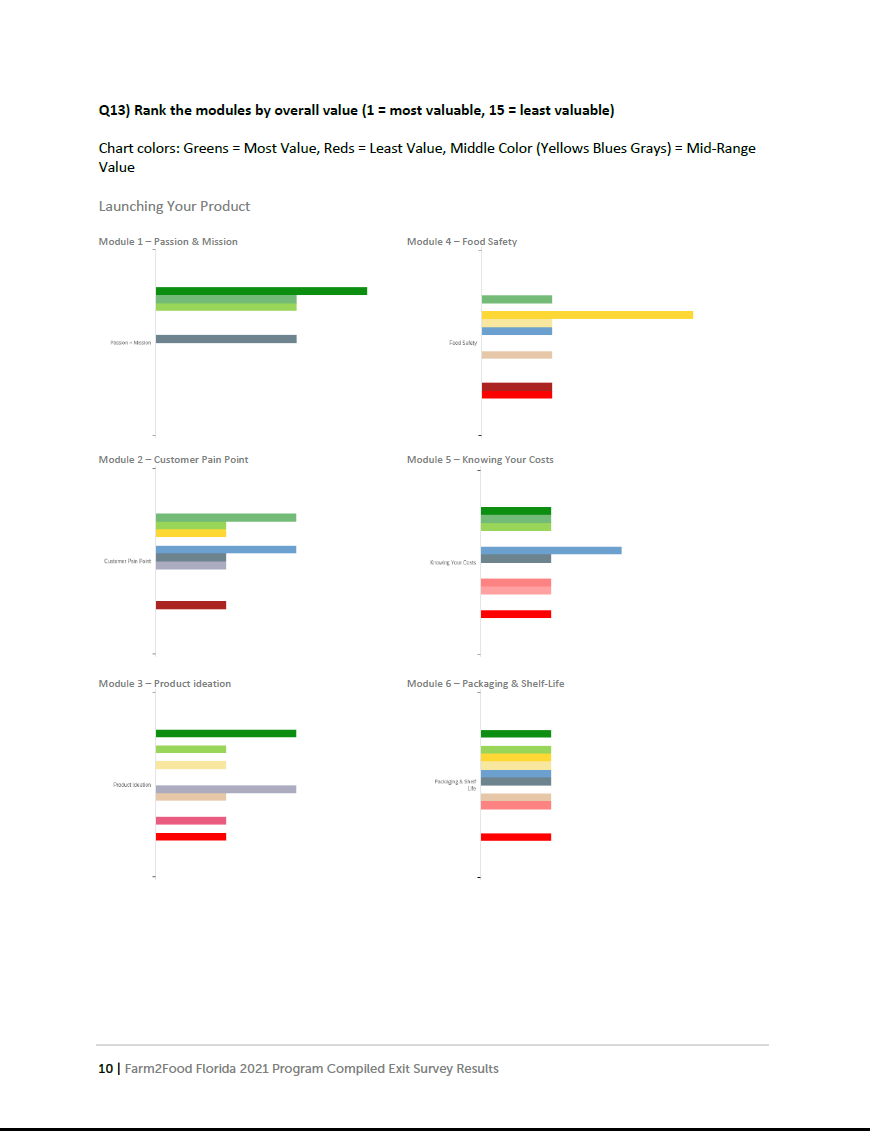 Q13) Rank the modules by overall value (1 = most valuable, 15 = least valuable)
Chart colors: Greens = Most Value, Reds = Least Value, Middle Color (Yellows Blues Grays) = Mid-Range
Value
Launching Your Product
Module 1 – Passion & Mission
Passion + Mission
Module 4 – Food Safety
Food Safety
Module 2 – Customer Pain Point
Customer Pain Point
Module 5 – Knowing Your Costs
Knowing Your Costs
Module 3 – Product ideation
Product Ideation
Module 6 – Packaging & Shelf-Life
Packaging & Shelf
Life
10 | Farm2Food Florida 2021 Program Compiled Exit Survey Results